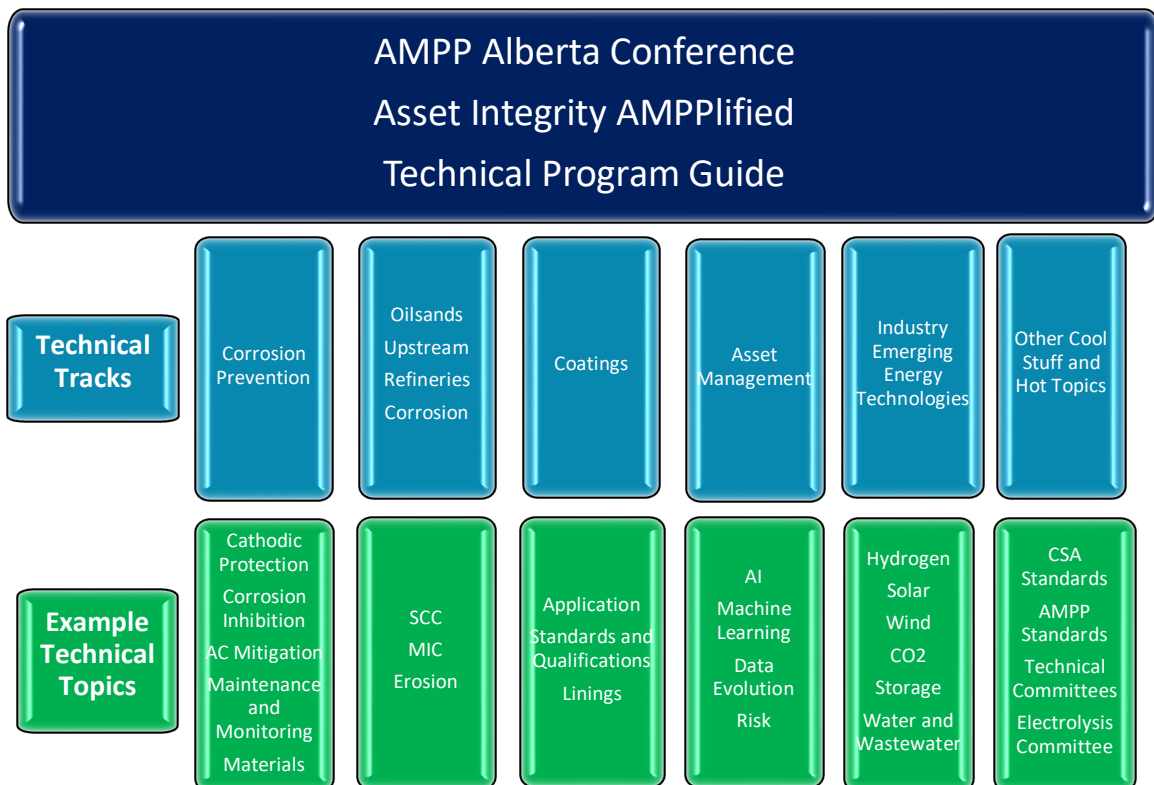 AMPP Alberta Conference
Asset Integrity AMPPlified
Technical Program Guide
Technical
Tracks
Corrosion
Prevention
Oilsands
Upstream
Refineries
Corrosion
Coatings
Asset
Management
Industry
Emerging
Energy
Technologies
Other Cool
Stuff and
Hot Topics
Example
Technical
Topics
Cathodic
Protection
Corrosion
Inhibition
AC Mitigation
Maintenance
and
Monitoring
Materials
SCC
MIC
Erosion
Application
Standards and
Qualifications
Linings
AI
Machine
Learning
Data
Evolution
Risk
Hydrogen
Solar
Wind
CO2
Storage
Water and
Wastewater
CSA
Standards
AMPP
Standards
Technical
Committees
Electrolysis
Committee